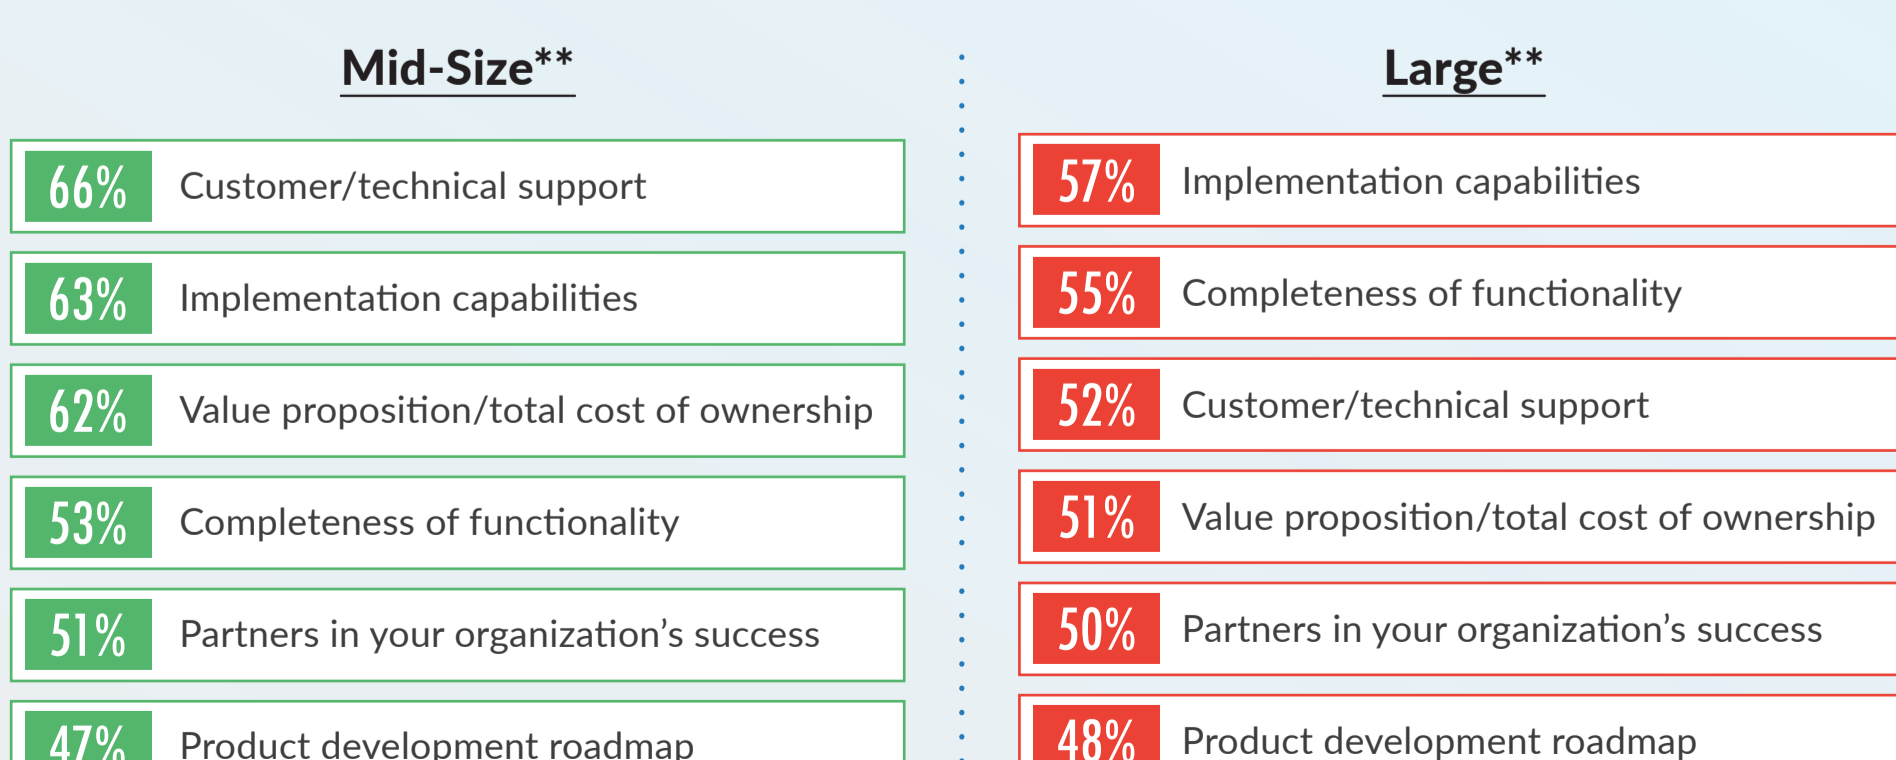 Mid-Size**
66% Customer/technical support
63% Implementation capabilities
62% Value proposition/total cost of ownership
53% Completeness of functionality
51% Partners in your organization’s success
47% Product development roadmap
Large**
57% Implementation capabilities
55% Completeness of functionality
52% Customer/technical support
51% Value proposition/total cost of ownership
50% Partners in your organization’s success
48% Product development roadmap